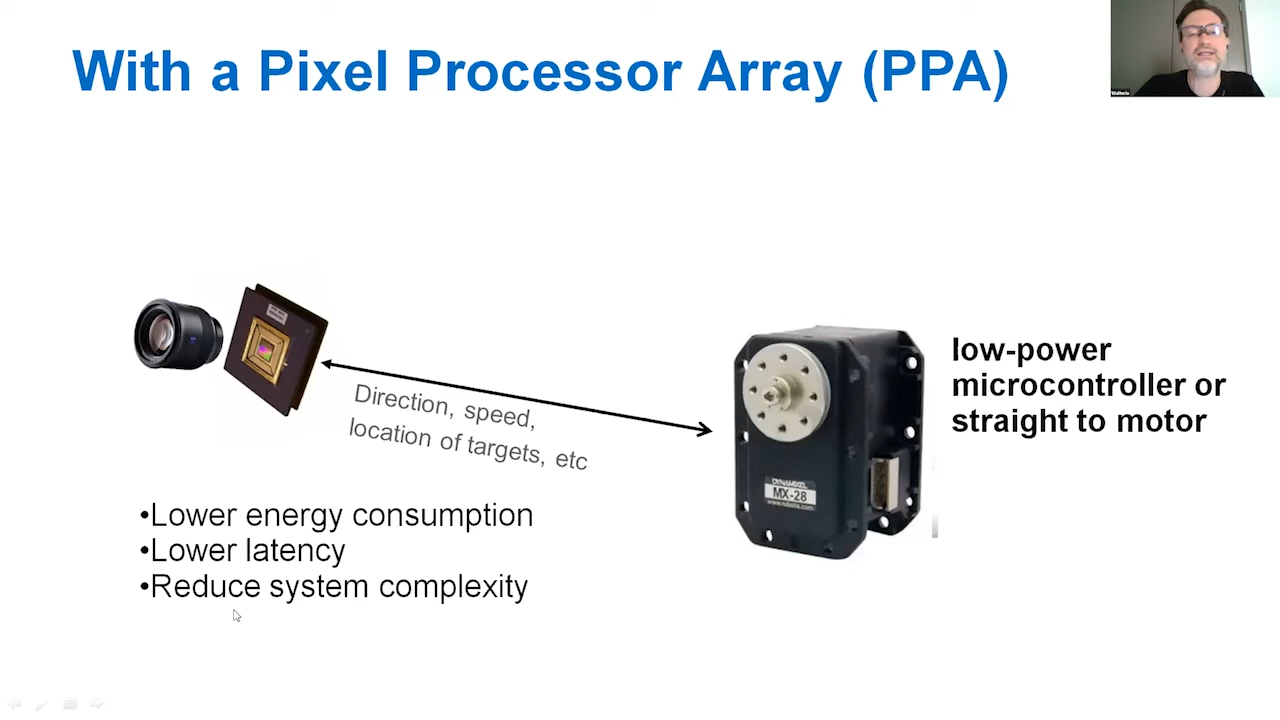 With a Pixel Processor Array (PPA)
Walterio
Direction, speed,
location of targets, etc
low-power
microcontroller or
straight to motor
DYNAMIXEL
MX-28
www.robotis.com
•Lower energy consumption
•Lower latency
•Reduce system complexity